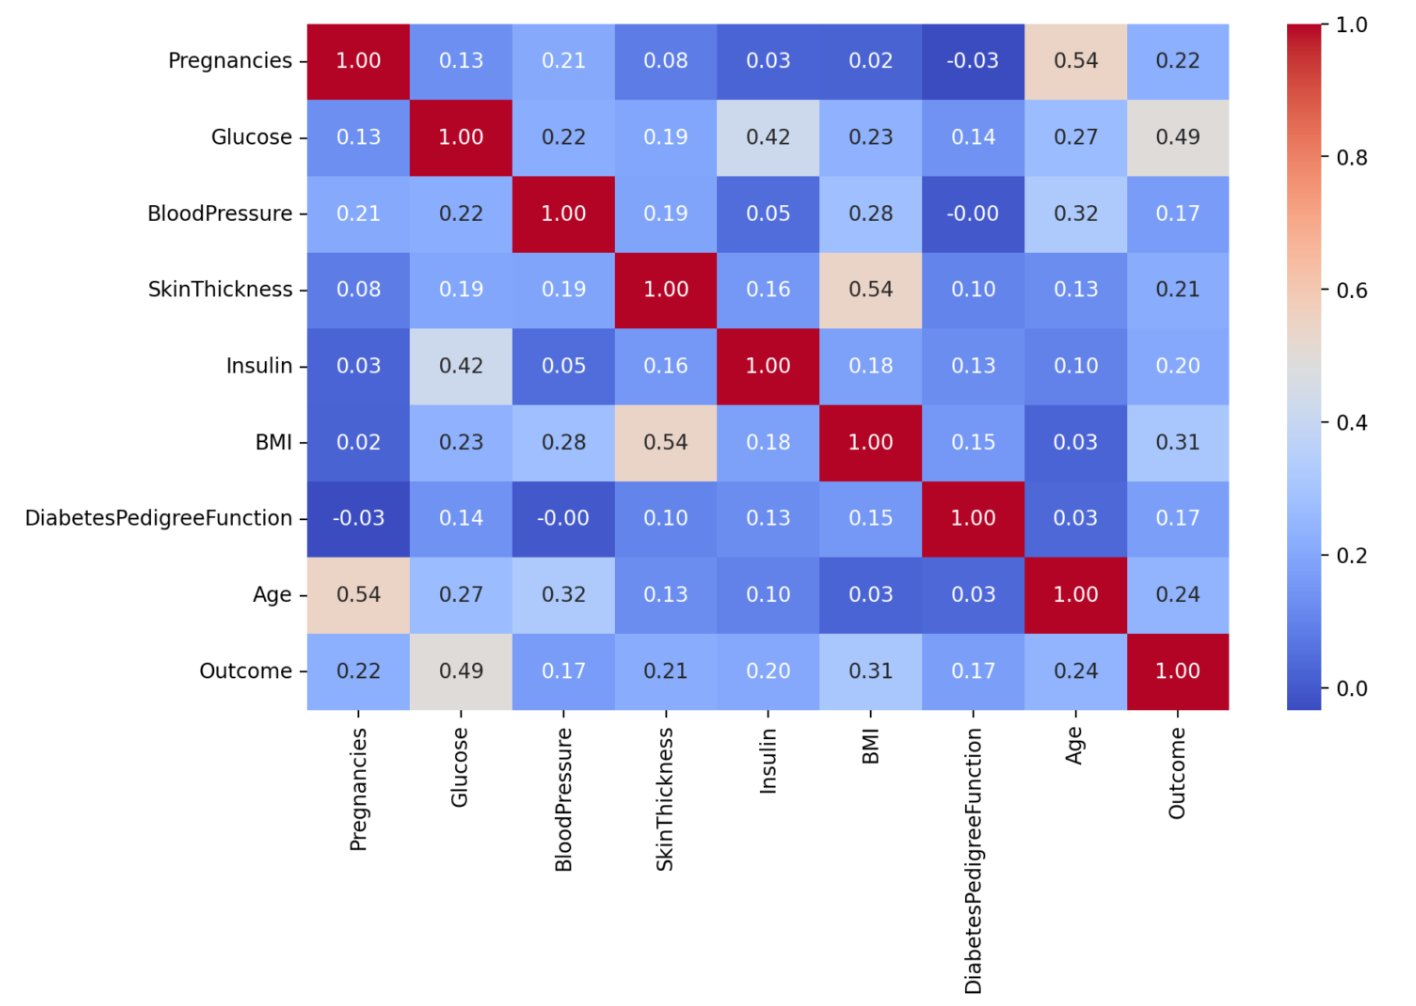 Pregnancies 1.00 0.13 0.21 0.08 0.03 0.02 -0.03 0.54 0.22 1.0
Glucose 0.13 1.00 0.22 0.19 0.42 0.23 0.14 0.27 0.49 0.8
BloodPressure 0.21 0.22 1.00 0.19 0.05 0.28 -0.00 0.32 0.17
SkinThickness 0.08 0.19 0.19 1.00 0.16 0.54 0.10 0.13 0.21 0.6
Insulin 0.03 0.42 0.05 0.16 1.00 0.18 0.13 0.10 0.20
BMI 0.02 0.23 0.28 0.54 0.18 1.00 0.15 0.03 0.31 0.4
DiabetesPedigreeFunction -0.03 0.14 -0.00 0.10 0.13 0.15 1.00 0.03 0.17 0.2
Age 0.54 0.27 0.32 0.13 0.10 0.03 0.03 1.00 0.24
Outcome 0.22 0.49 0.17 0.21 0.20 0.31 0.17 0.24 1.00 0.0
Pregnancies
Glucose
BloodPressure
SkinThickness
Insulin
BMI
DiabetesPedigreeFunction
Age
Outcome